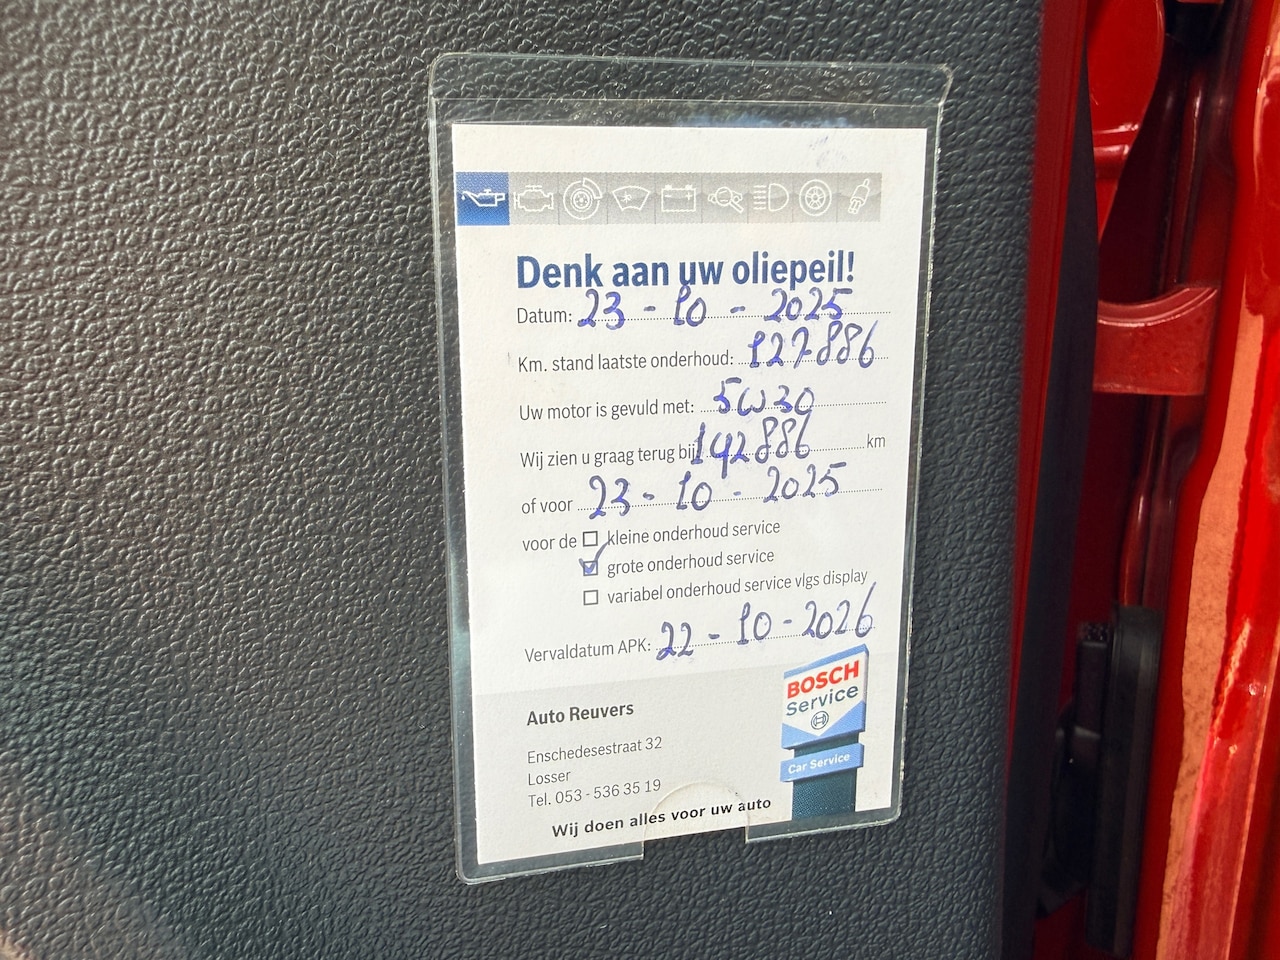 Denk aan uw oliepeil!
Datum: 23 - 10 - 2025
Km. stand laatste onderhoud: 127886
Uw motor is gevuld met: 5W30
Wij zien u graag terug bij: 142886 km
of voor 23 - 10 - 2025
voor de kleine onderhoud service
grote onderhoud service
variabel onderhoud service vlgs display
Vervaldatum APK: 22 - 10 - 2026
BOSCH
Service
Car Service
Auto Reuvers
Enschedesestraat 32
Losser
Tel. 053 - 536 35 19
Wij doen alles voor uw auto